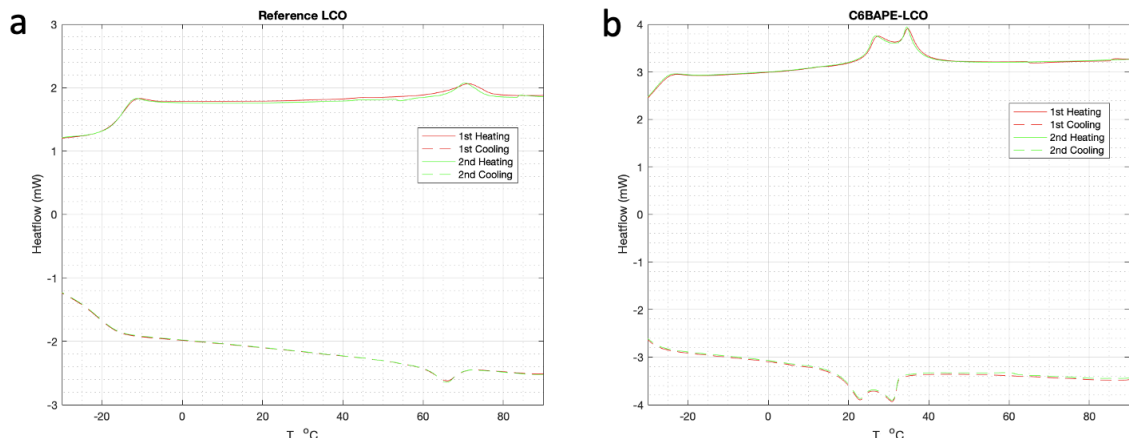 a
Reference LCO
3
2
1
0
-1
-2
-3
Heatflow (mW)
1st Heating
1st Cooling
2nd Heating
2nd Cooling
-20
0
20
40
60
80
T, °C
b
C6BAPE-LCO
4
3
2
1
0
-1
-2
-3
-4
Heatflow (mW)
1st Heating
1st Cooling
2nd Heating
2nd Cooling
-20
0
20
40
60
80
T, °C